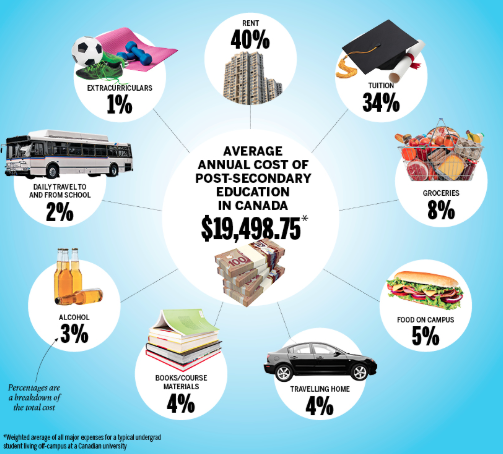 RENT
40%
EXTRACURRICULARS
1%
TUITION
34%
AVERAGE
ANNUAL COST OF
POST-SECONDARY
EDUCATION
IN CANADA
$19,498.75*
DAILY TRAVEL TO
AND FROM SCHOOL
2%
GROCERIES
8%
100
ALCOHOL
3%
FOOD ON CAMPUS
5%
BOOKS/COURSE
MATERIALS
4%
TRAVELLING HOME
4%
Percentages are
a breakdown of
the total cost
*Weighted average of all major expenses for a typical undergrad
student living off-campus at a Canadian university